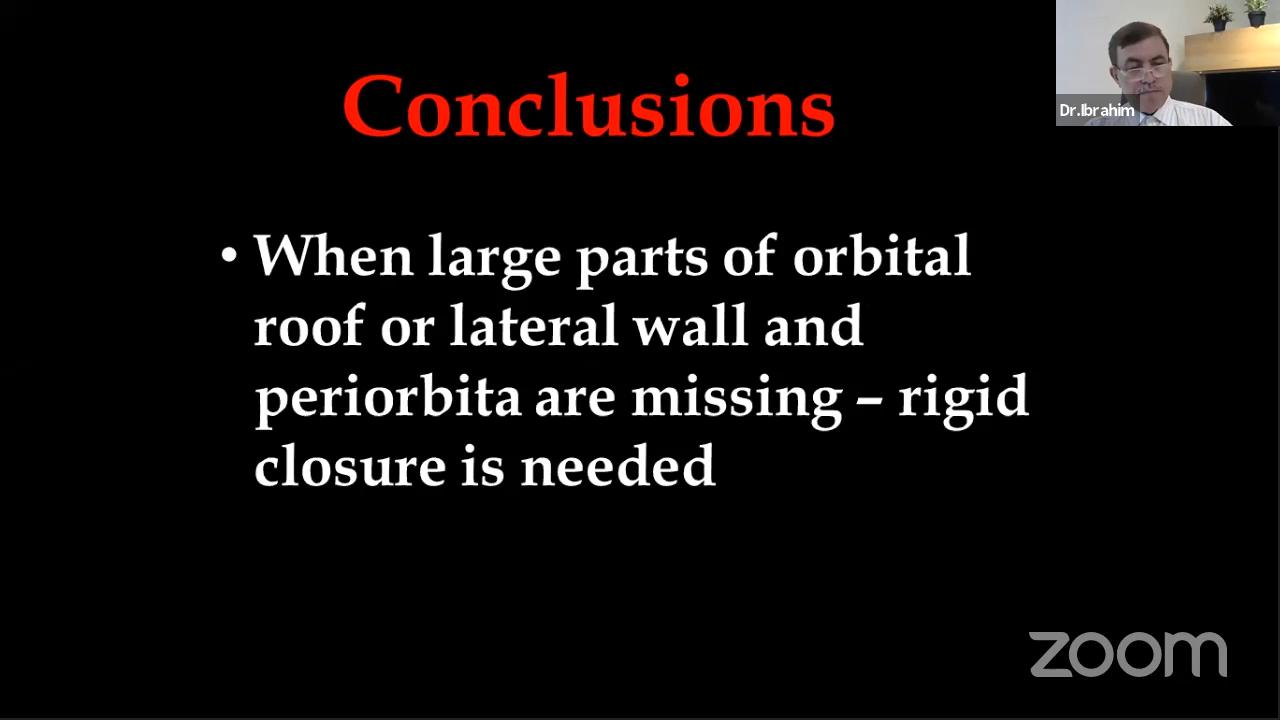 Conclusions
Dr.Ibrahim
• When large parts of orbital
roof or lateral wall and
periorbita are missing – rigid
closure is needed
zoom